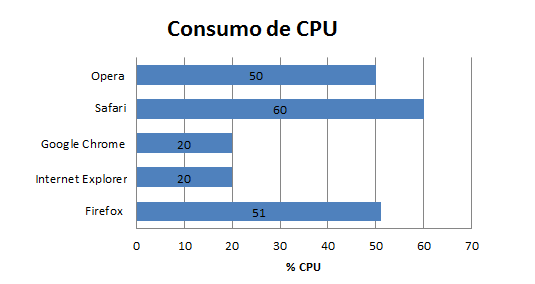 Consumo de CPU
Opera 50
Safari 60
Google Chrome 20
Internet Explorer 20
Firefox 51
0 10 20 30 40 50 60 70
% CPU